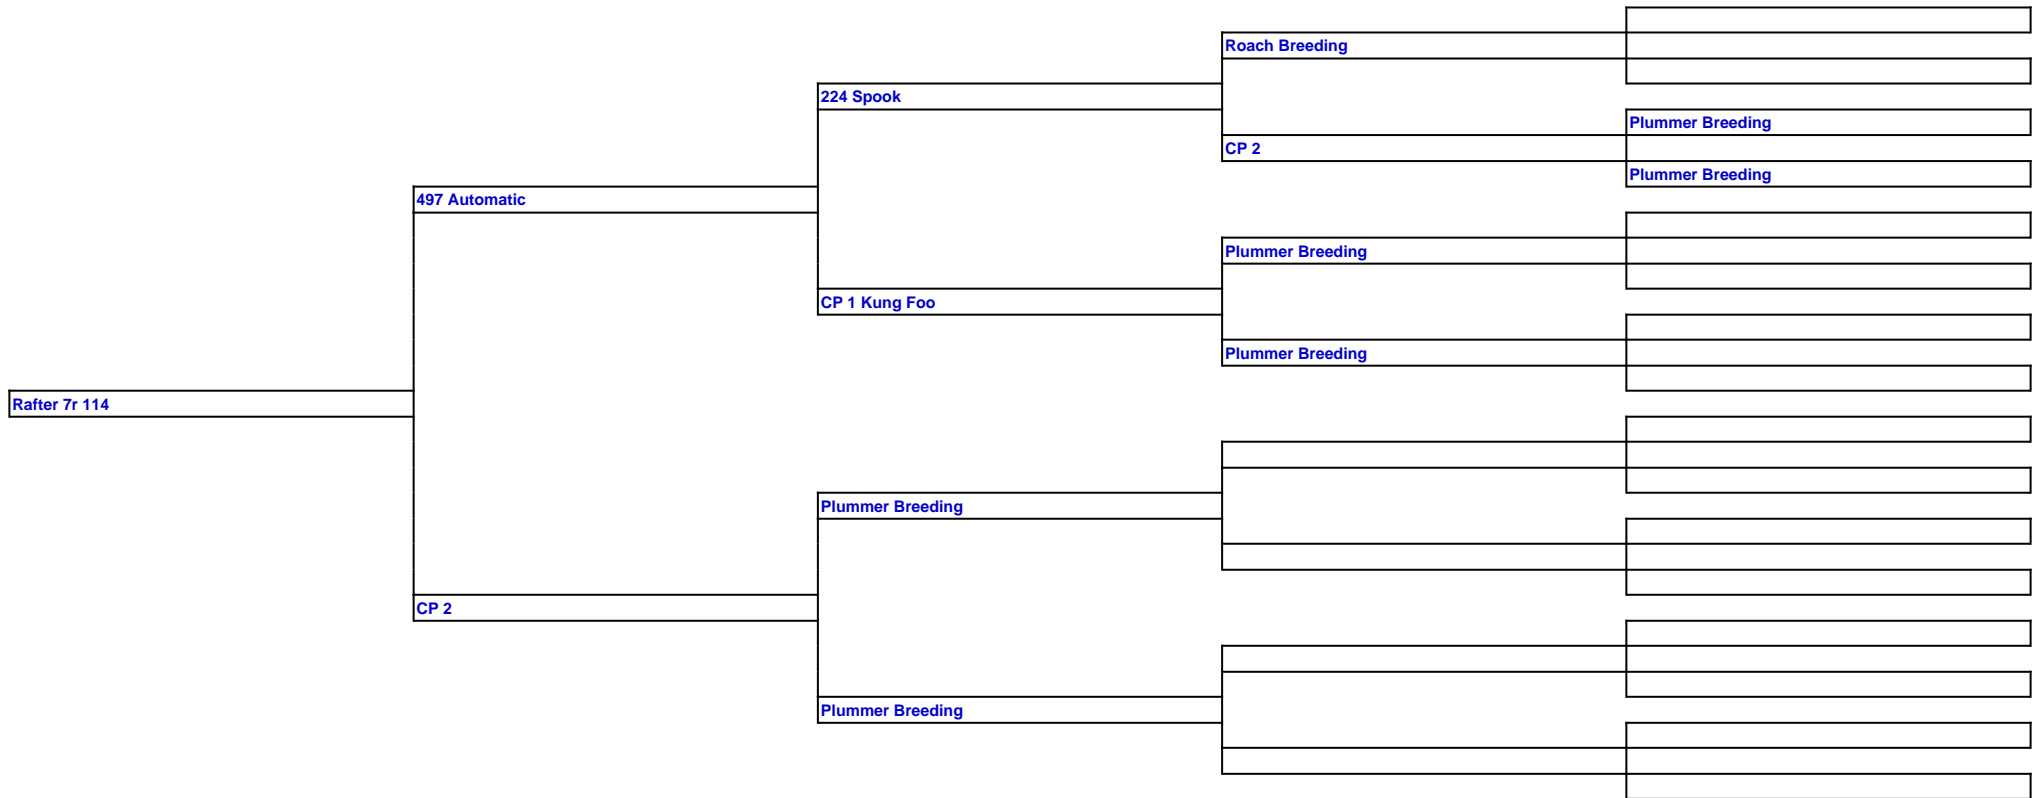 Roach Breeding
224 Spook
Plummer Breeding
CP 2
Plummer Breeding
497 Automatic
Plummer Breeding
CP 1 Kung Foo
Plummer Breeding
Rafter 7r 114
Plummer Breeding
CP 2
Plummer Breeding